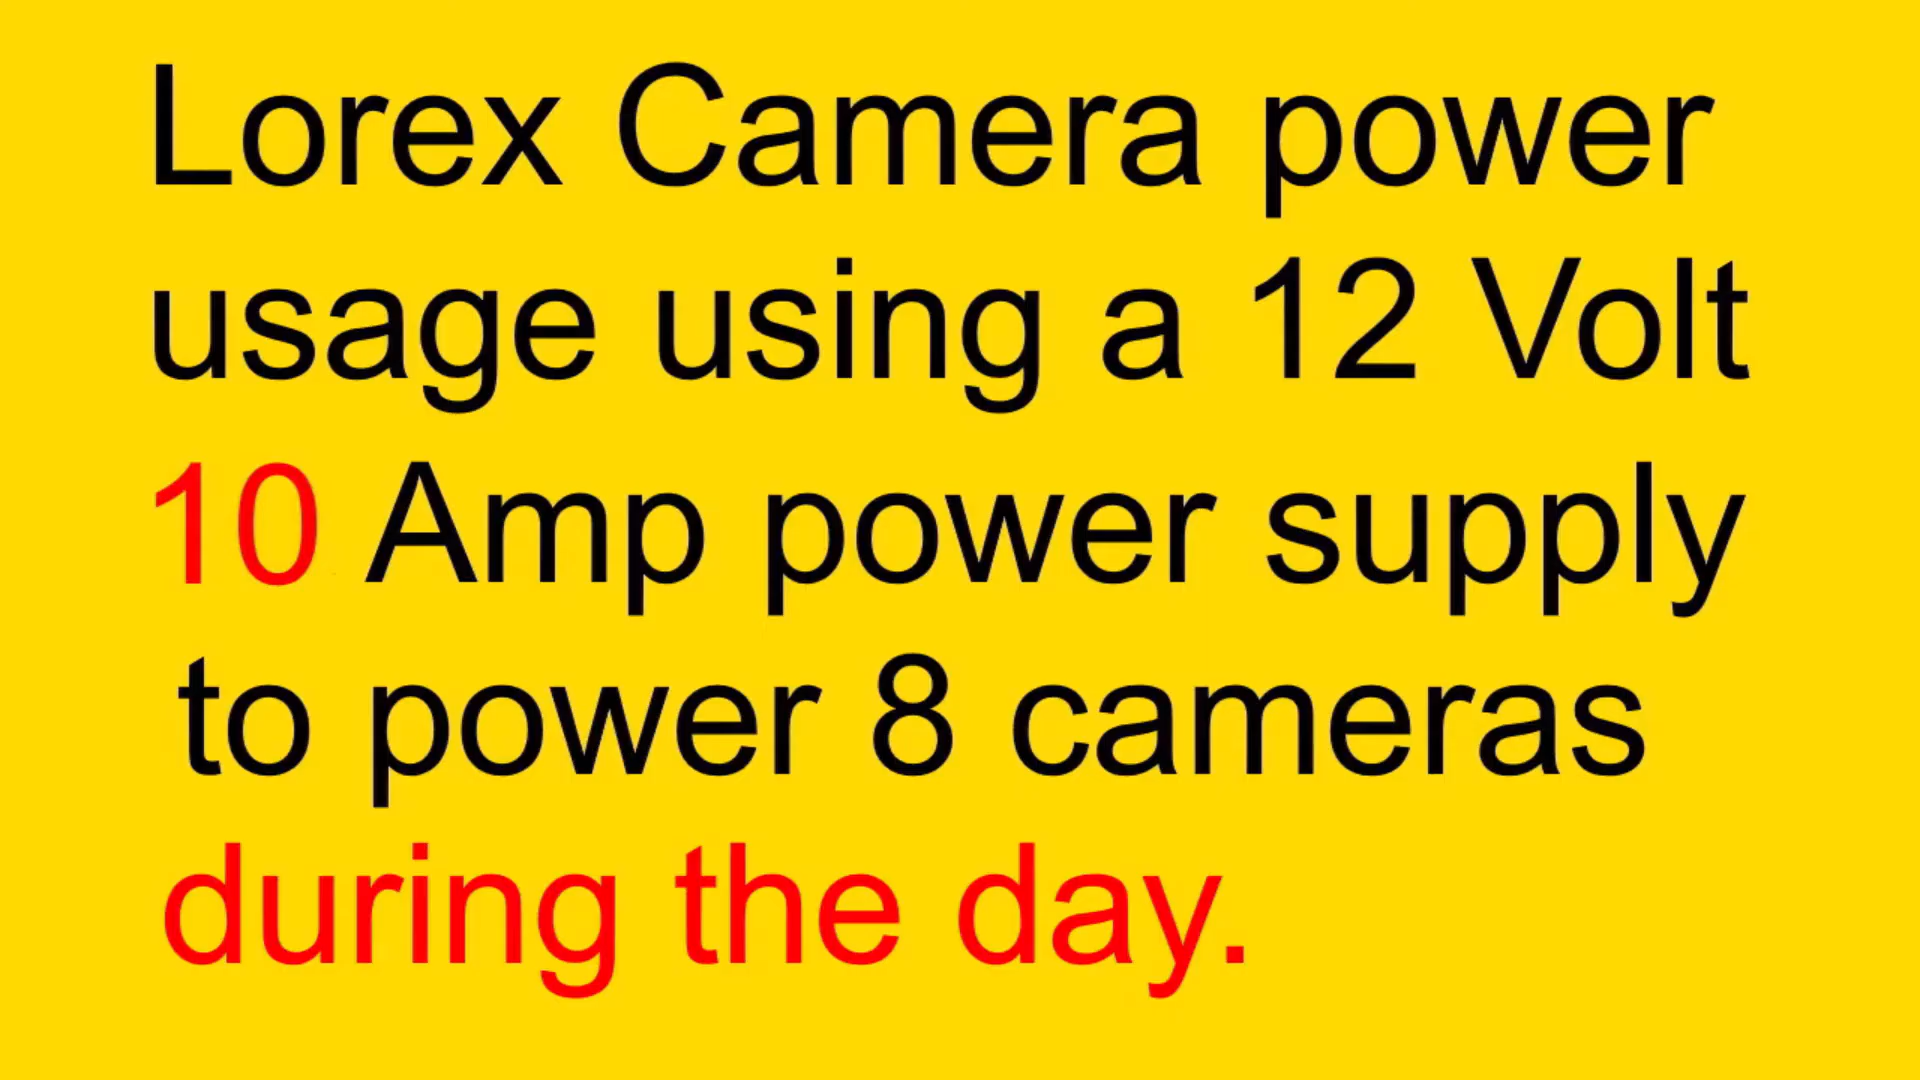 Lorex Camera power
usage using a 12 Volt
10 Amp power supply
to power 8 cameras
during the day.